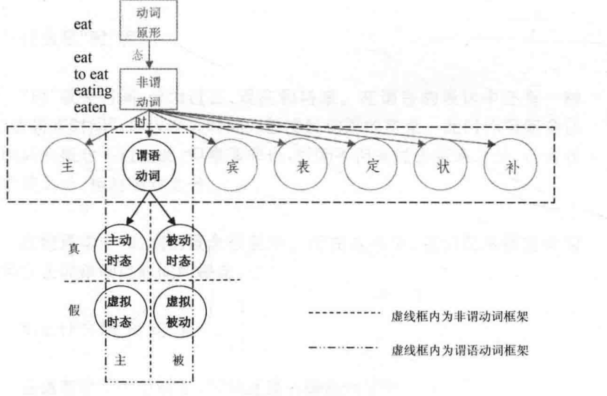 eat
动词
原形
态
eat
to eat
eating
eaten
非谓
动词
时
主
谓语
动词
宾
表
定
状
补
真
主动
时态
被动
时态
假
虚拟
时态
虚拟
被动
主
被
虚线框内为非谓动词框架
虚线框内为谓语动词框架